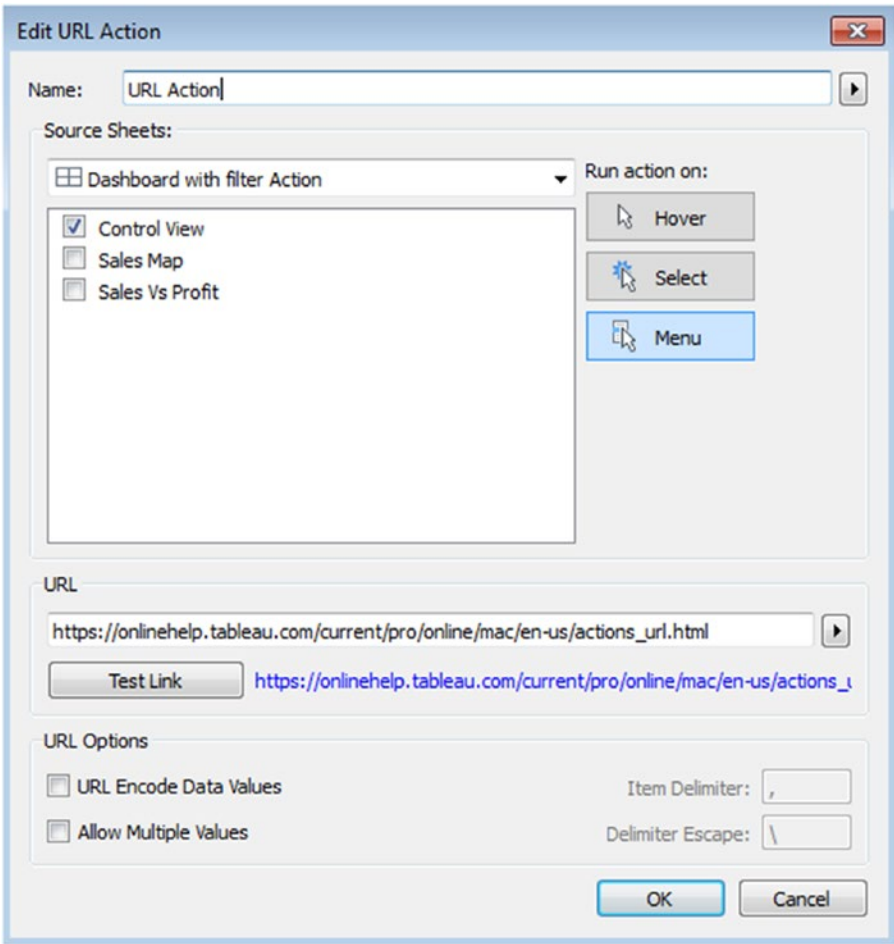 Edit URL Action
Name: URL Action
Source Sheets:
Dashboard with filter Action
Run action on:
Control View
Sales Map
Sales Vs Profit
Hover
Select
Menu
URL
https://onlinehelp.tableau.com/current/pro/online/mac/en-us/actions_url.html
Test Link https://onlinehelp.tableau.com/current/pro/online/mac/en-us/actions_u
URL Options
URL Encode Data Values Item Delimiter: ,
Allow Multiple Values Delimiter Escape: \
OK Cancel